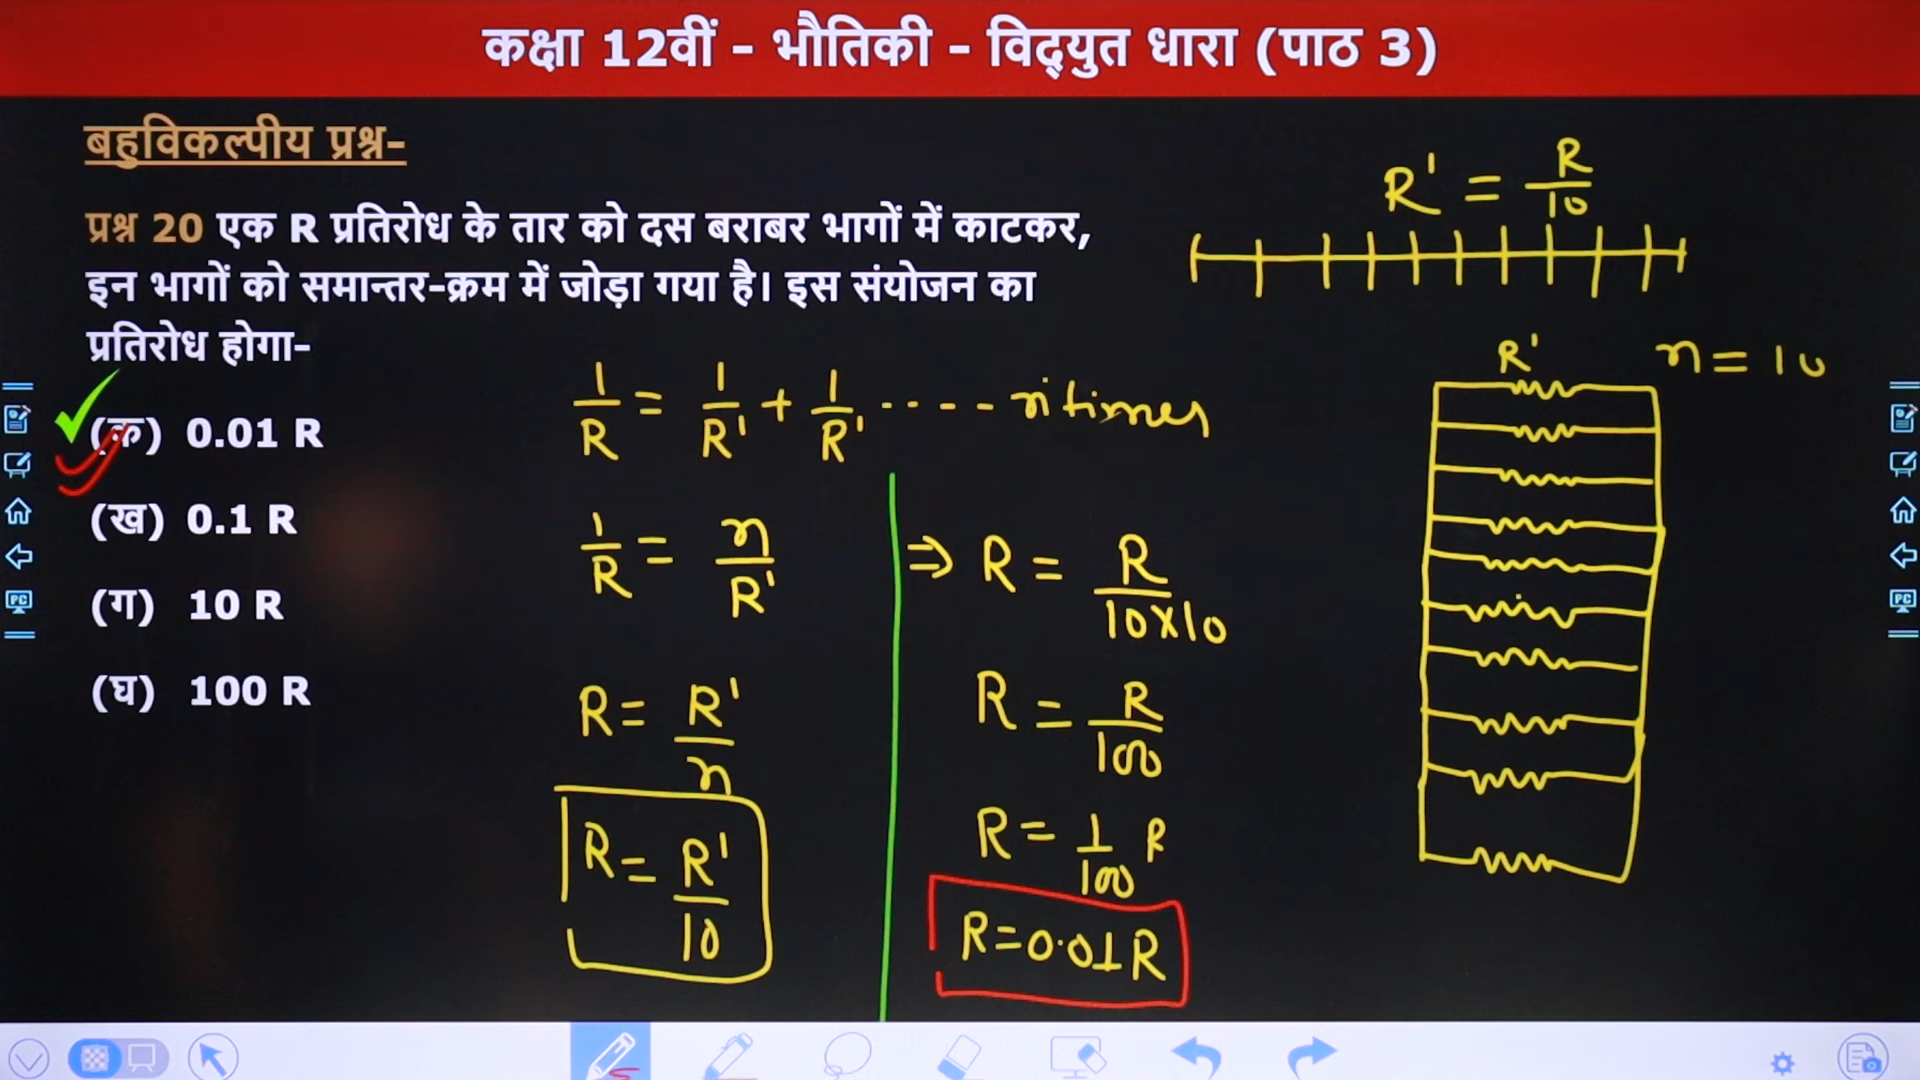 कक्षा 12वीं - भौतिकी - विद्युत धारा (पाठ 3)
बहुविकल्पीय प्रश्न-
प्रश्न 20 एक R प्रतिरोध के तार को दस बराबर भागों में काटकर,
इन भागों को समान्तर-क्रम में जोड़ा गया है। इस संयोजन का
प्रतिरोध होगा-
(क) 0.01 R
(ख) 0.1 R
(ग) 10 R
(घ) 100 R
1/R = 1/R' + 1/R' ---- n times
1/R = n/R'
R = R'/n
R = R'/10
⇒ R = R/10×10
R = R/100
R = 1/100 R
R=0.01R
R' = R/10
R' n = 10
PC
PC